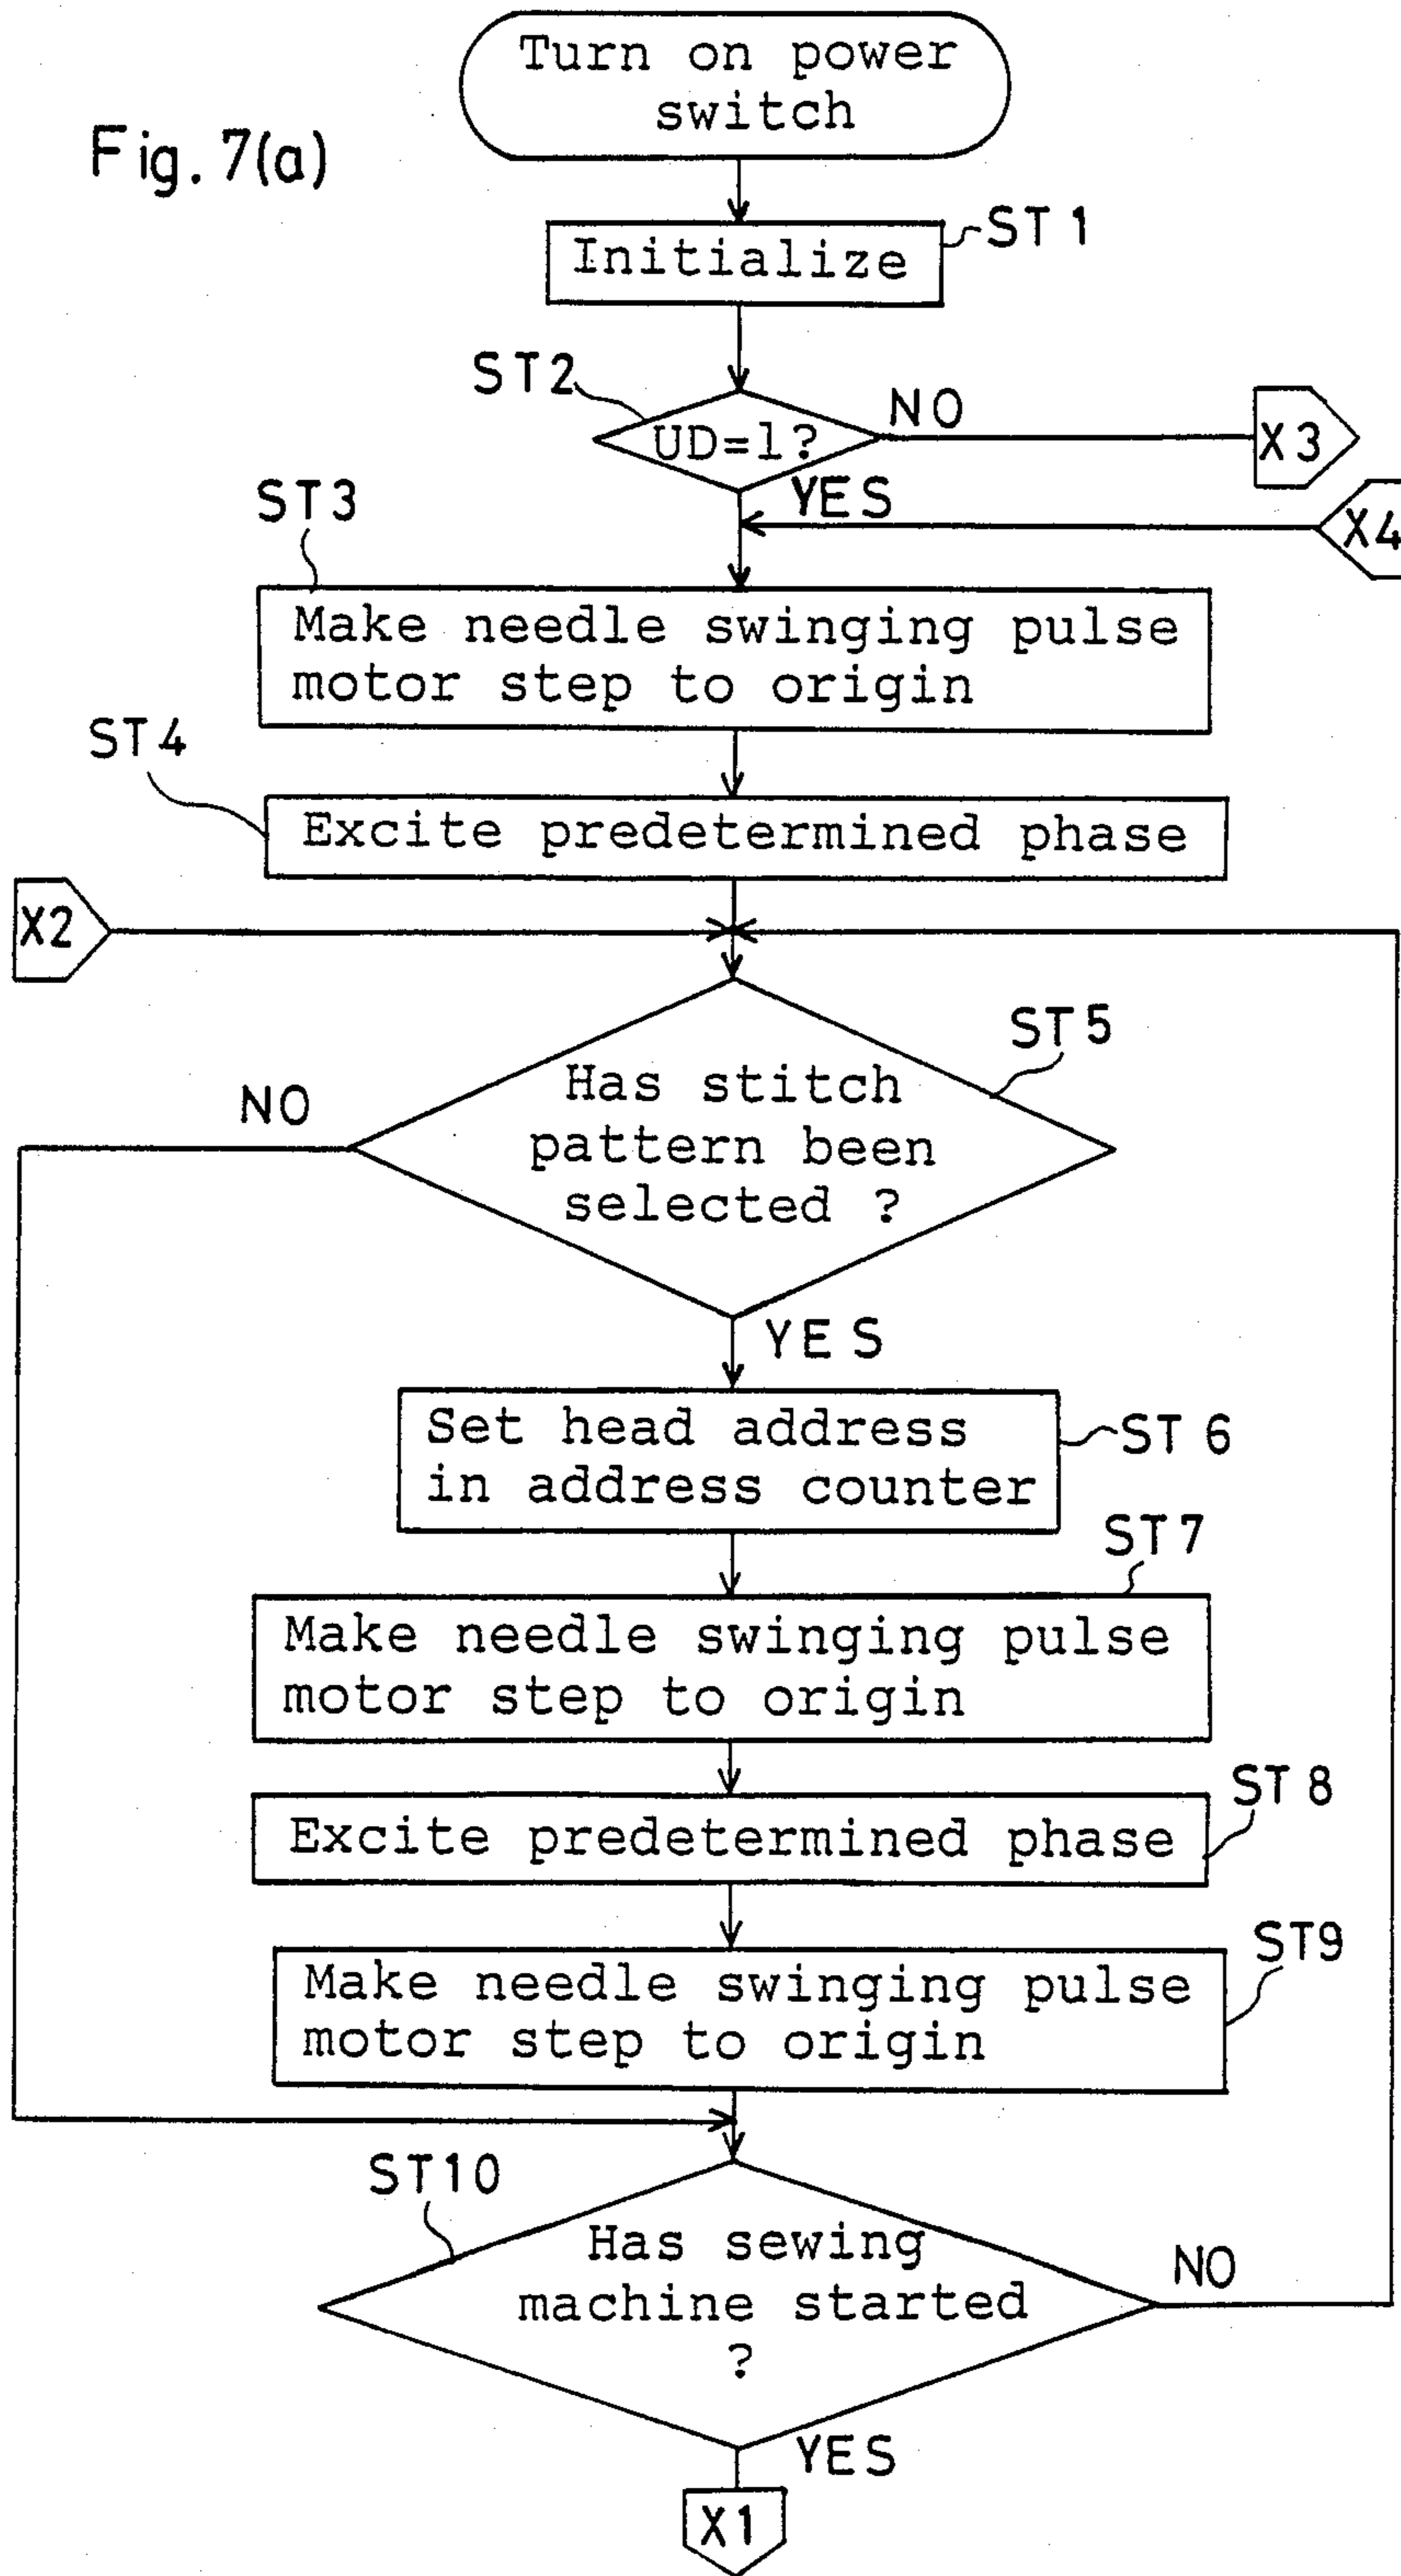 Turn on power
switch
Fig. 7(a)
ST1
Initialize
ST2
NO
UD=1?
X3
YES
X4
ST3
Make needle swinging pulse
motor step to origin
ST4
Excite predetermined phase
X2
ST5
NO
Has stitch
pattern been
selected ?
YES
Set head address
in address counter
ST6
ST7
Make needle swinging pulse
motor step to origin
ST8
Excite predetermined phase
ST9
Make needle swinging pulse
motor step to origin
ST10
Has sewing
machine started
?
NO
YES
X1